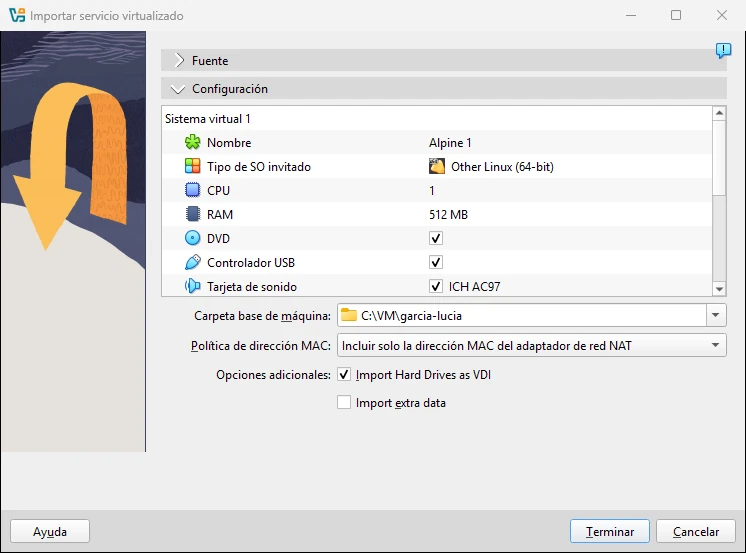 Importar servicio virtualizado
Fuente
Configuración
Sistema virtual 1
Nombre Alpine 1
Tipo de SO invitado Other Linux (64-bit)
CPU 1
RAM 512 MB
DVD
Controlador USB
Tarjeta de sonido ICH AC97
Carpeta base de máquina: C:\VM\garcia-lucia
Política de dirección MAC: Incluir solo la dirección MAC del adaptador de red NAT
Opciones adicionales: Import Hard Drives as VDI
Import extra data
Ayuda Terminar Cancelar